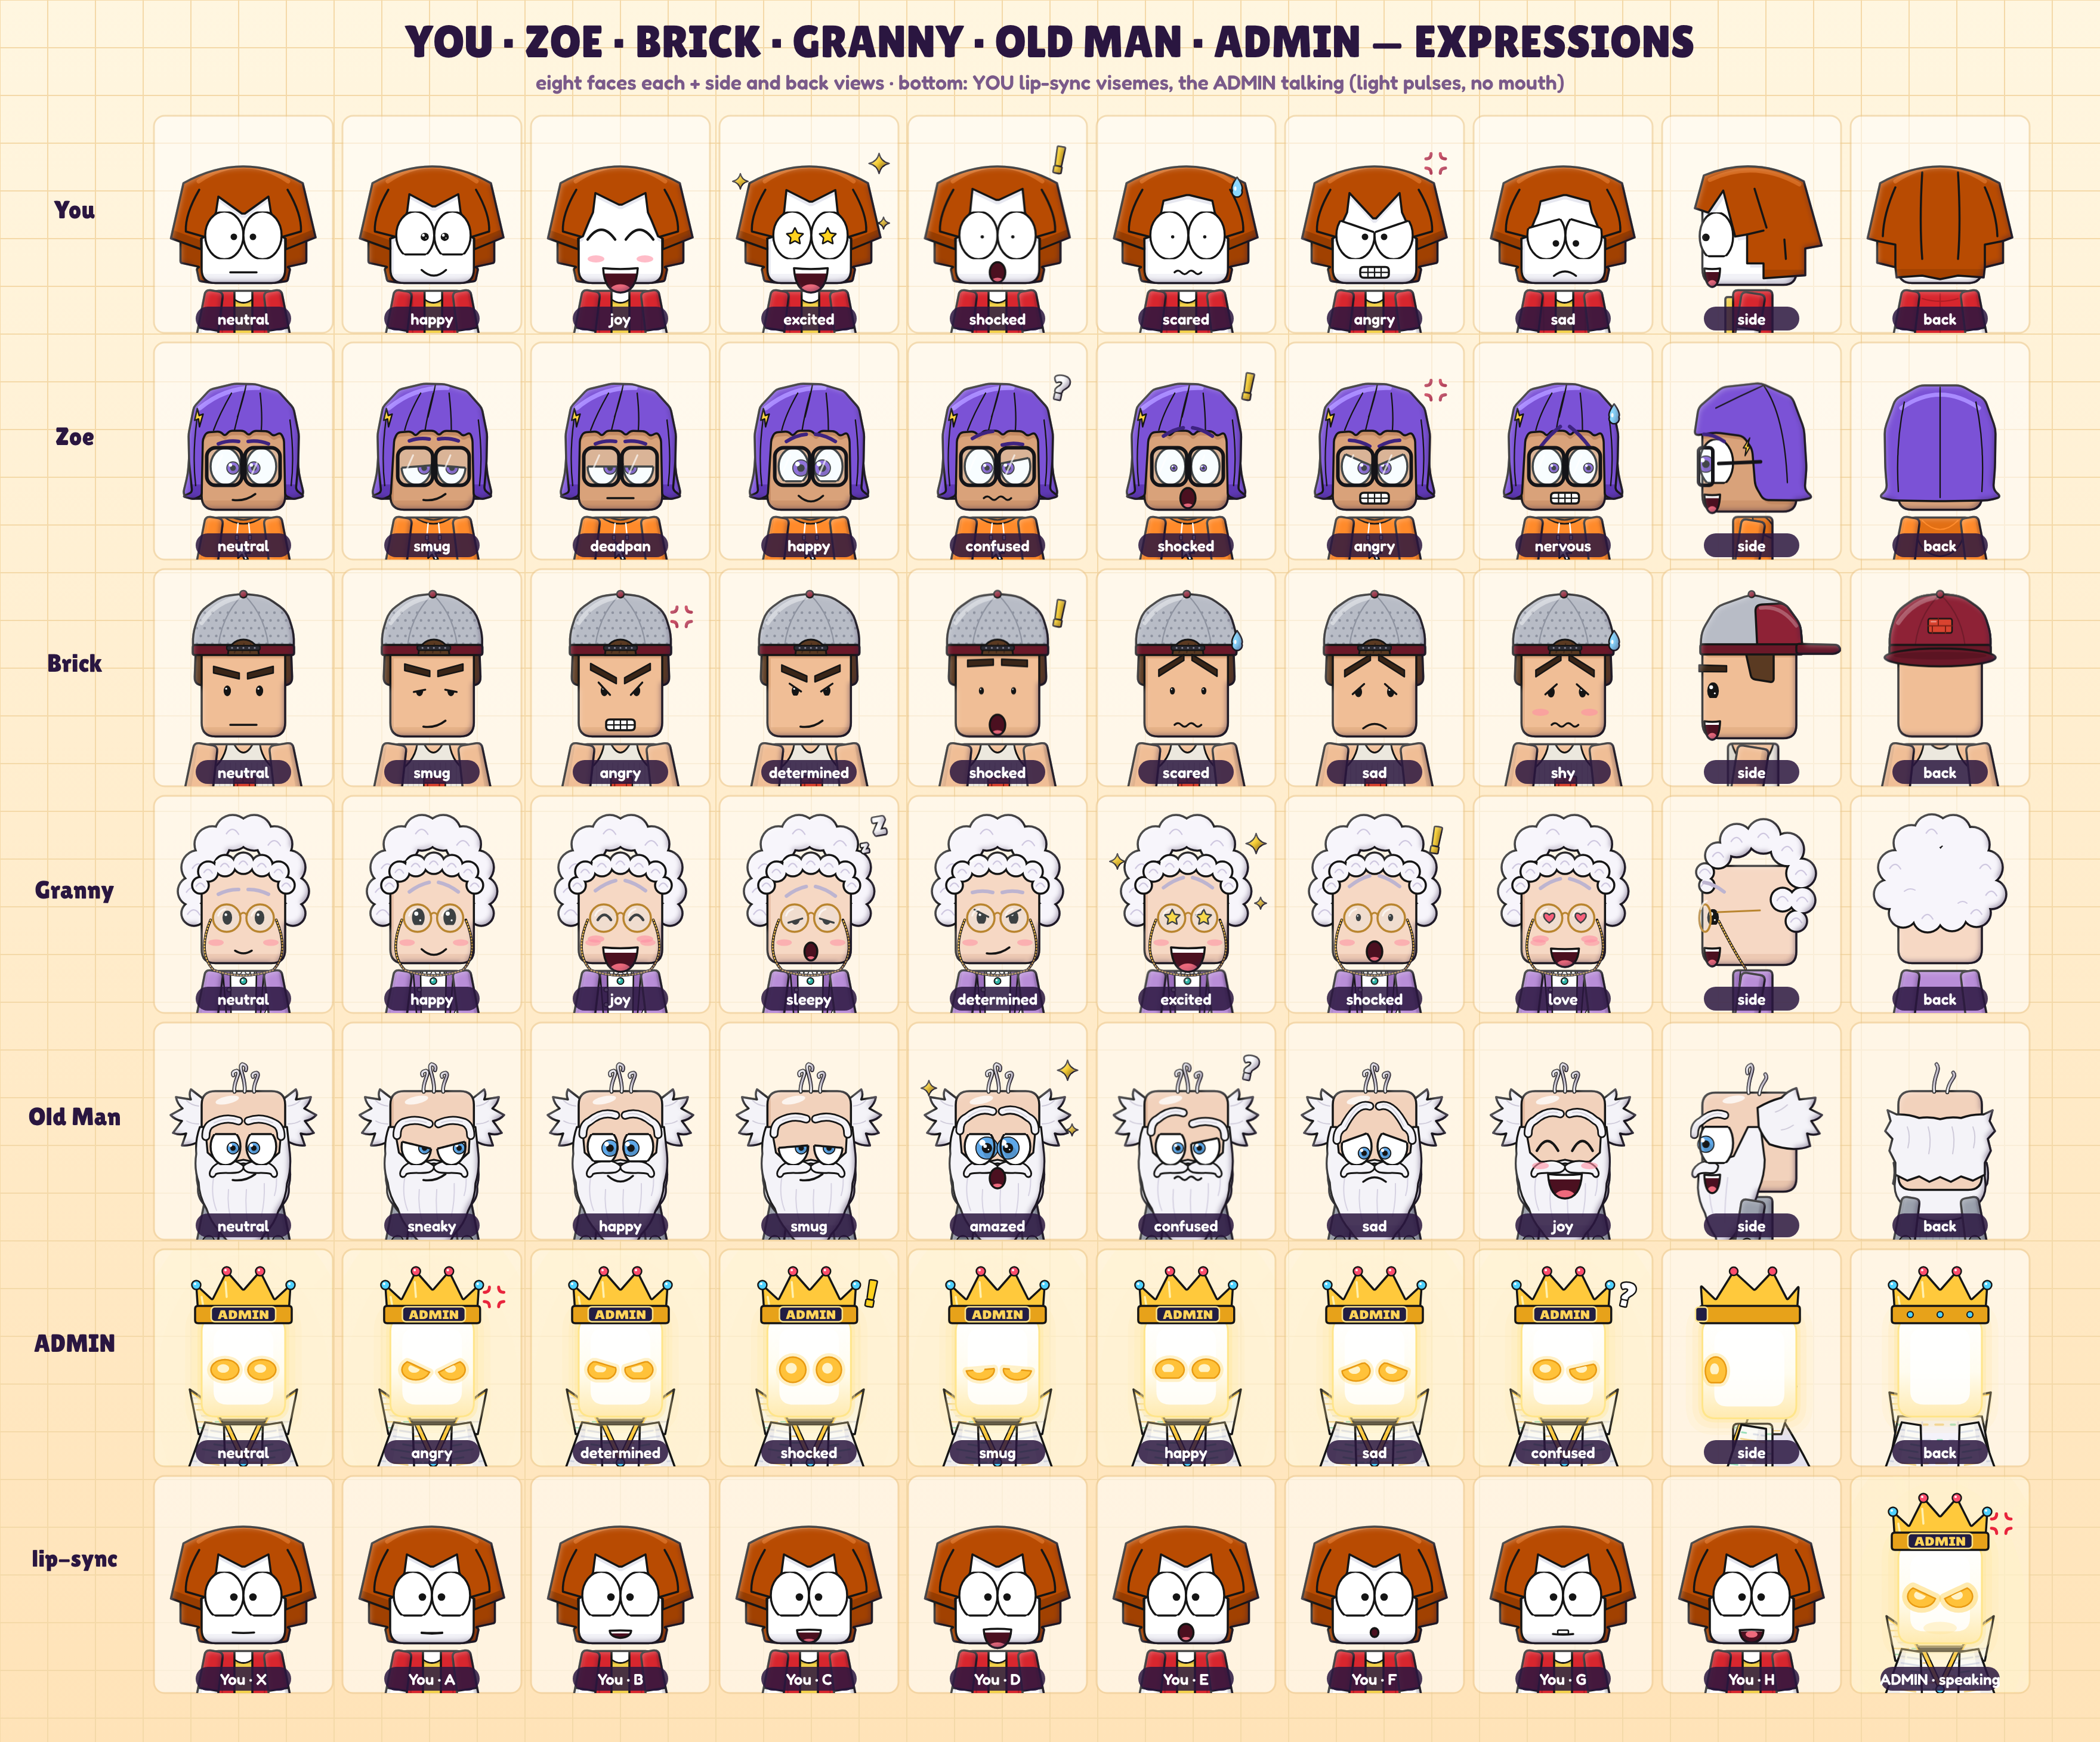 YOU · ZOE · BRICK · GRANNY · OLD MAN · ADMIN — EXPRESSIONS
eight faces each + side and back views · bottom: YOU lip-sync visemes, the ADMIN talking (light pulses, no mouth)
You
neutral happy joy excited shocked scared angry sad side back
Zoe
neutral smug deadpan happy confused shocked angry nervous side back
Brick
neutral smug angry determined shocked scared sad shy side back
Granny
neutral happy joy sleepy determined excited shocked love side back
Old Man
neutral sneaky happy smug amazed confused sad joy side back
ADMIN ADMIN ADMIN ADMIN ADMIN ADMIN ADMIN ADMIN
ADMIN
neutral angry determined shocked smug happy sad confused side back
ADMIN
lip-sync
You · X You · A You · B You · C You · D You · E You · F You · G You · H ADMIN · speaking